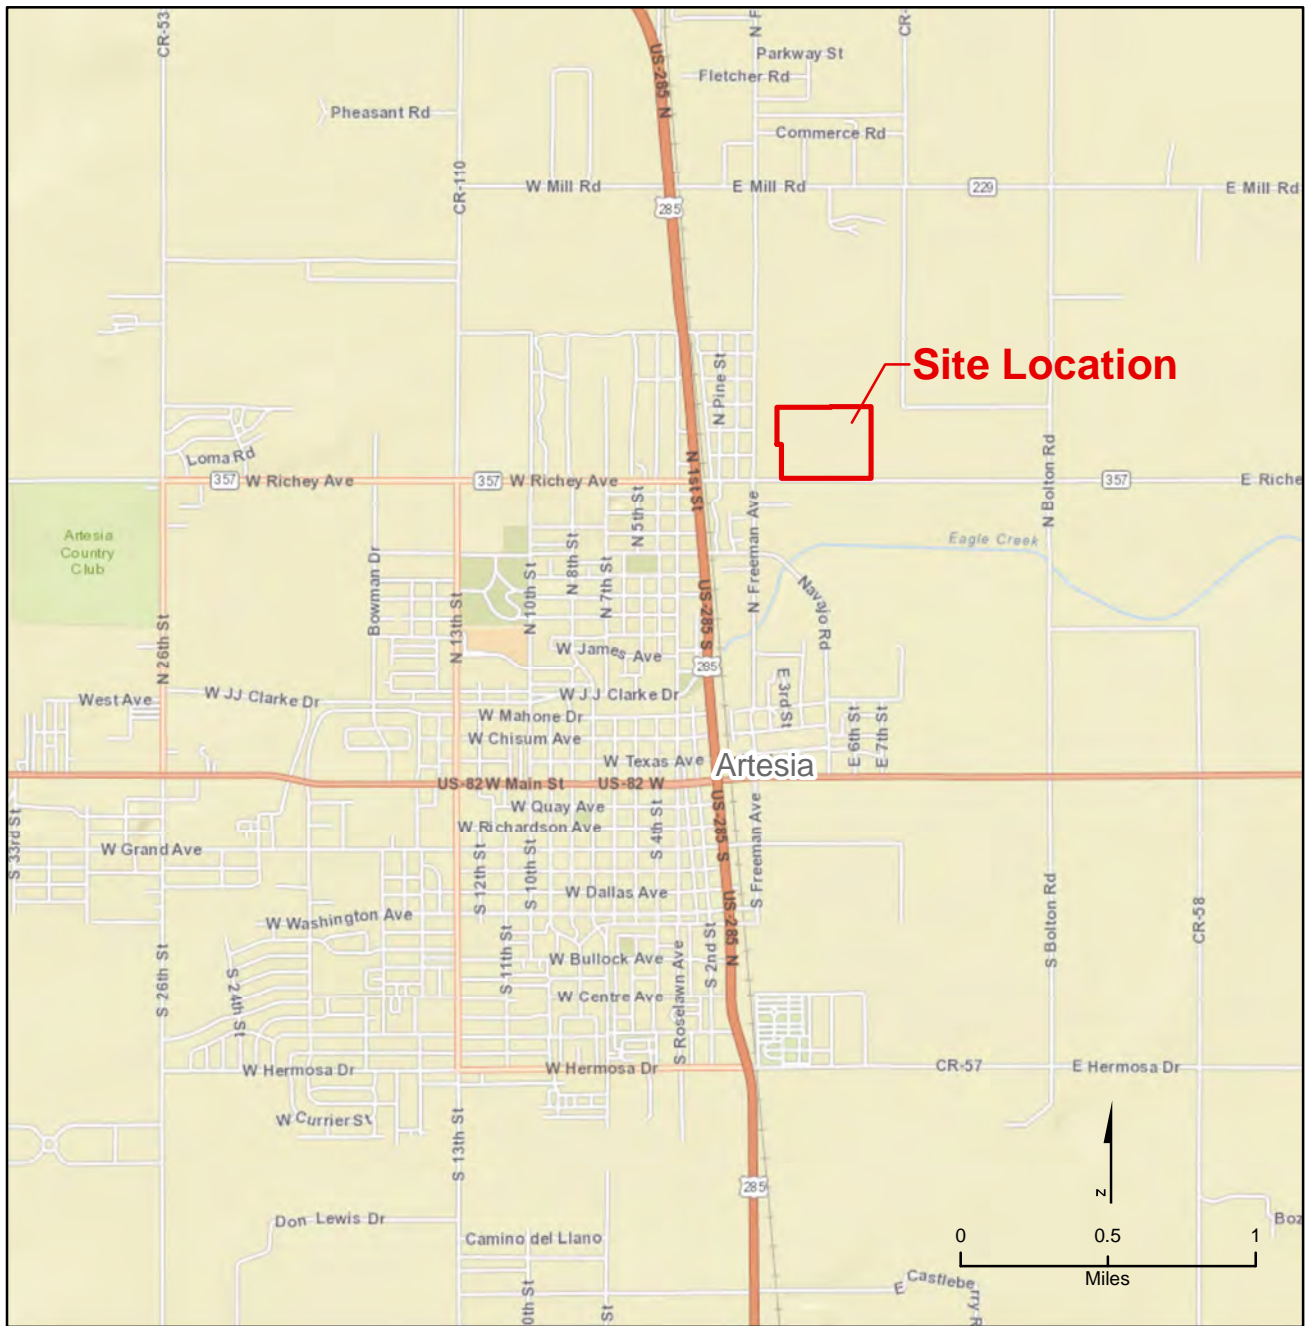 CR-53
N F
CR-
US-285 N
Parkway St
Fletcher Rd
Pheasant Rd
Commerce Rd
CR-110
W Mill Rd
E Mill Rd
229
E Mill Rd
285
Site Location
N Pine St
Loma Rd
357
W Richey Ave
357
W Richey Ave
N 1st St
357
E Riche
N Bolton Rd
N 5th St
N Freeman Ave
Artesia
Country
Club
Eagle Creek
Bowman Dr
N 8th St
N 7th St
N 10th St
US-285 S
Navajo Rd
N 13th St
N 26th St
W James Ave
285
E 3rd St
West Ave
W JJ Clarke Dr
W J J Clarke Dr
W Mahone Dr
W Chisum Ave
E 6th St
E 7th St
W Texas Ave
Artesia
US-82 W Main St
US-82 W
W Quay Ave
W Richardson Ave
S 33rd St
S 4th St
US-285 S
S Freeman Ave
W Grand Ave
S 12th St
S 10th St
W Dallas Ave
S Bolton Rd
CR-58
W Washington Ave
US-285 N
S 11th St
W Bullock Ave
S 2nd St
S 26th St
S 24th St
W Centre Ave
S Roselawn Ave
W Hermosa Dr
W Hermosa Dr
CR-57
E Hermosa Dr
W Currier St
S 13th St
285
N
Don Lewis Dr
Boz
Camino del Llano
0
0.5
1
Miles
0th St
St
E Castleberry R